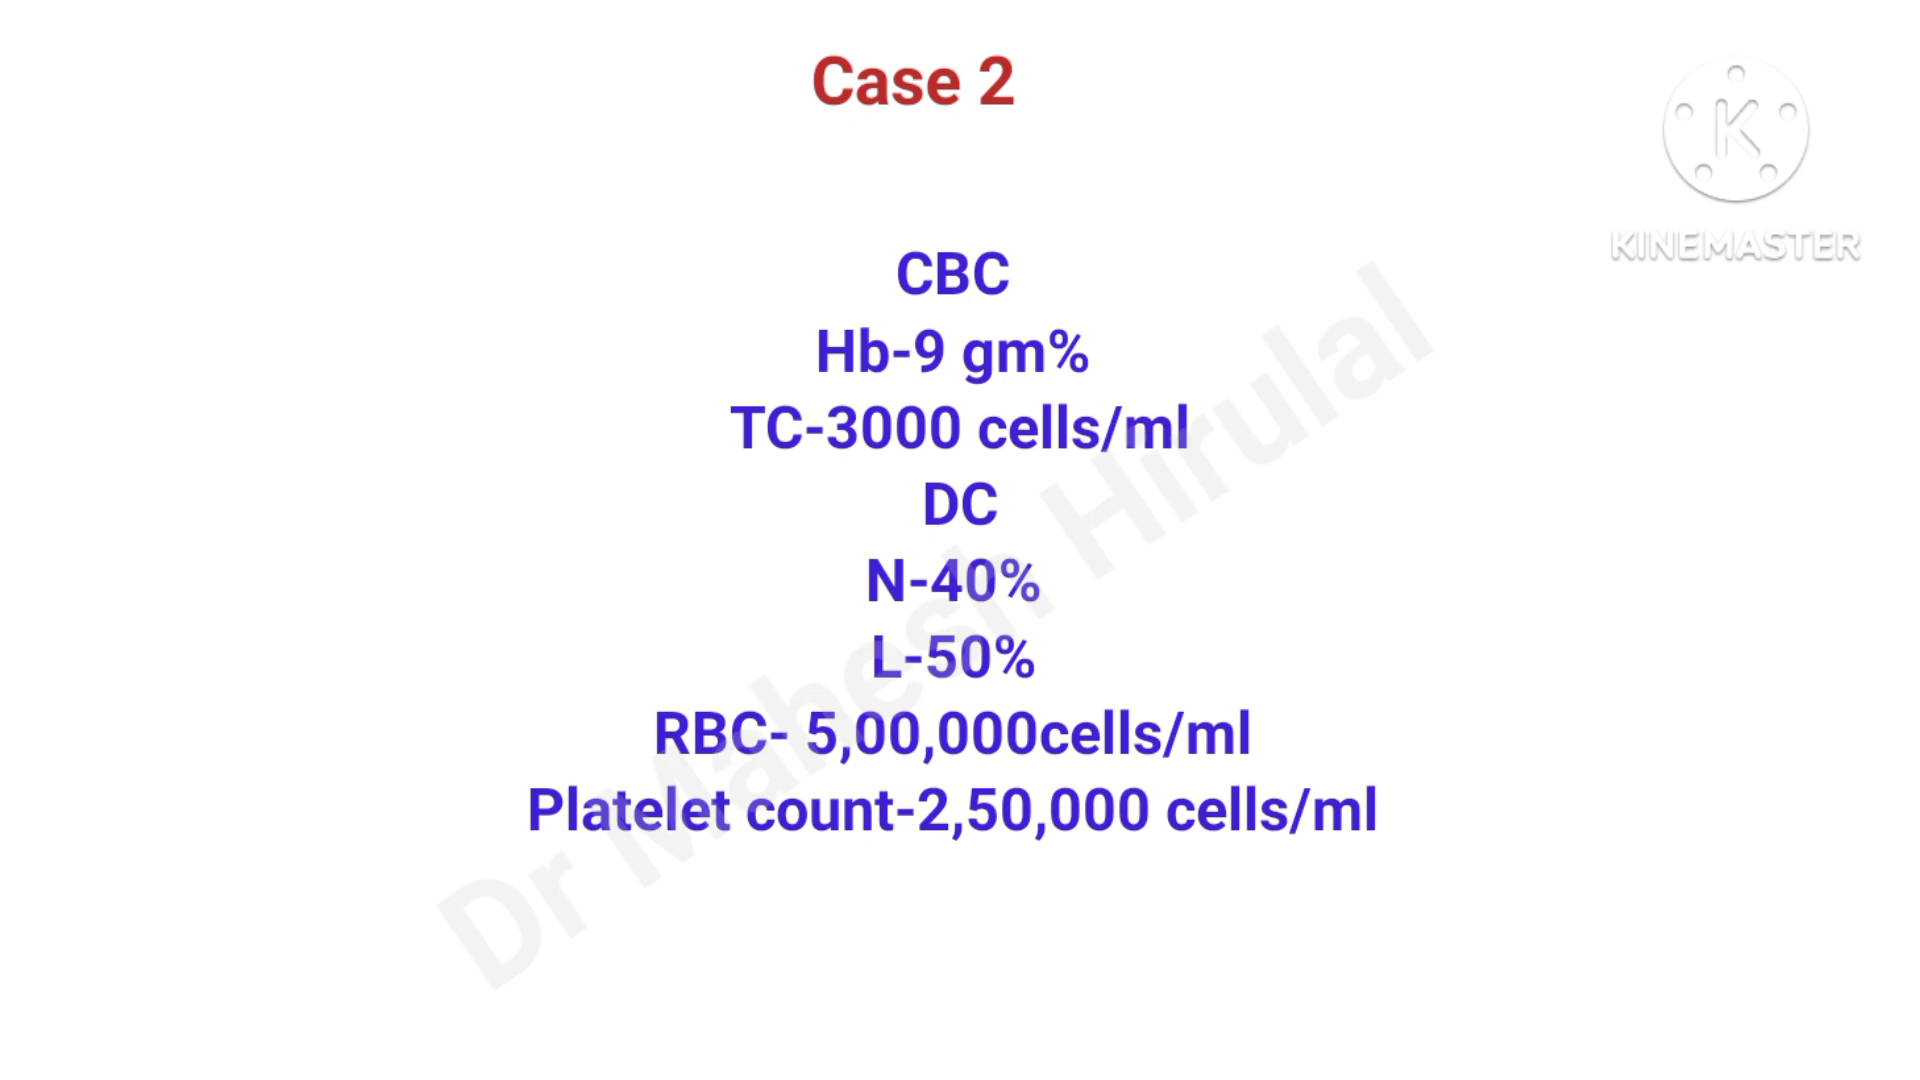 Case 2
K
KINEMASTER
CBC
Hb-9 gm%
TC-3000 cells/ml
DC
N-40%
L-50%
RBC- 5,00,000cells/ml
Platelet count-2,50,000 cells/ml
Dr Mahesh Hirulal